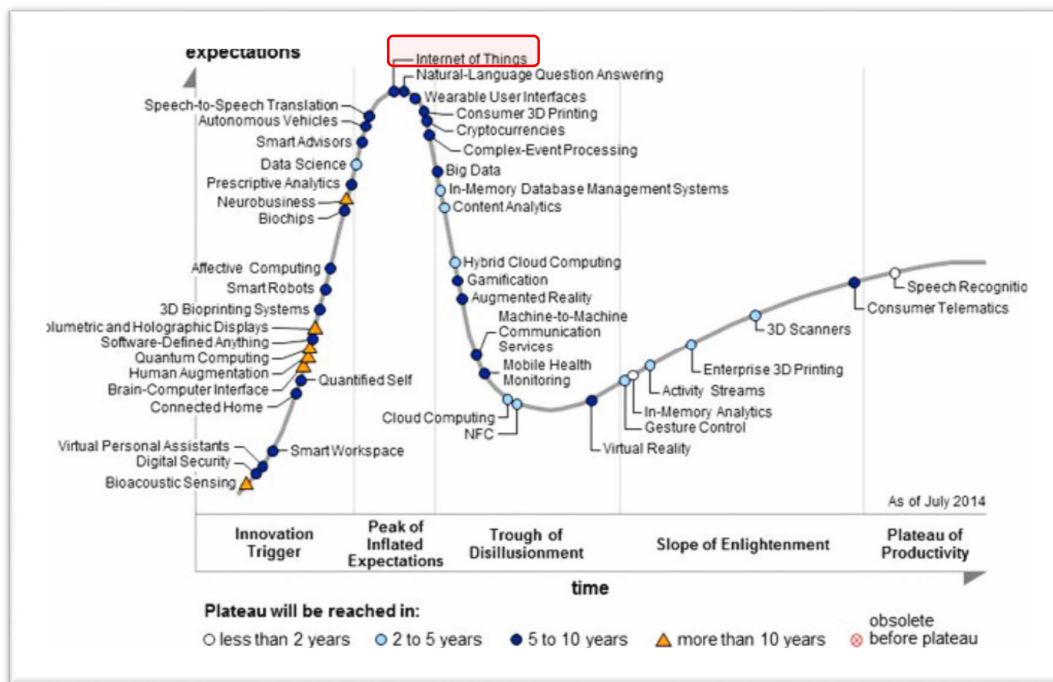 expectations
Internet of Things
Natural-Language Question Answering
Wearable User Interfaces
Consumer 3D Printing
Cryptocurrencies
Complex-Event Processing
Big Data
In-Memory Database Management Systems
Content Analytics
Hybrid Cloud Computing
Gamification
Augmented Reality
Machine-to-Machine
Communication
Services
Mobile Health
Monitoring
Speech-to-Speech Translation
Autonomous Vehicles
Smart Advisors
Data Science
Prescriptive Analytics
Neurobusiness
Biochips
Affective Computing
Smart Robots
3D Bioprinting Systems
olumetric and Holographic Displays
Software-Defined Anything
Quantum Computing
Human Augmentation
Brain-Computer Interface
Quantified Self
Connected Home
Virtual Personal Assistants
Smart Workspace
Digital Security
Bioacoustic Sensing
Cloud Computing
NFC
Virtual Reality
Gesture Control
In-Memory Analytics
Activity Streams
Enterprise 3D Printing
3D Scanners
Consumer Telematics
Speech Recognitio
As of July 2014
Innovation
Trigger
Peak of
Inflated
Expectations
Trough of
Disillusionment
Slope of Enlightenment
Plateau of
Productivity
time
Plateau will be reached in:
less than 2 years
2 to 5 years
5 to 10 years
more than 10 years
obsolete
before plateau